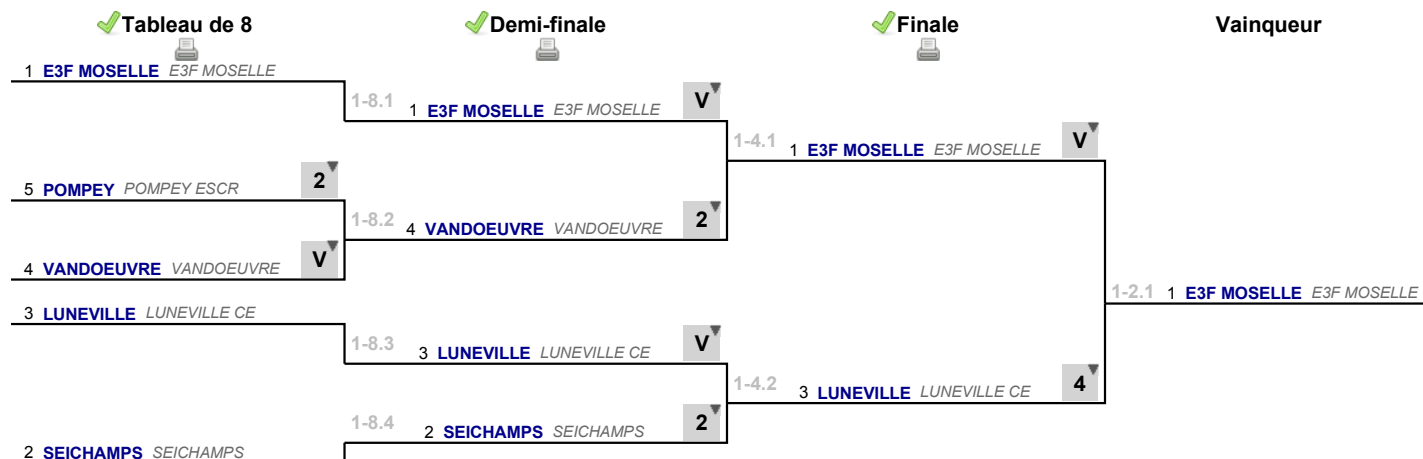 Tableau de 8 Demi-finale Finale Vainqueur
1 E3F MOSELLE E3F MOSELLE
1-8.1 1 E3F MOSELLE E3F MOSELLE V
1-4.1 1 E3F MOSELLE E3F MOSELLE V
5 POMPEY POMPEY ESCR 2
1-8.2 4 VANDOEUVRE VANDOEUVRE 2
4 VANDOEUVRE VANDOEUVRE V
1-2.1 1 E3F MOSELLE E3F MOSELLE
3 LUNEVILLE LUNEVILLE CE
1-8.3 3 LUNEVILLE LUNEVILLE CE V
1-4.2 3 LUNEVILLE LUNEVILLE CE 4
1-8.4 2 SEICHAMPS SEICHAMPS 2
2 SEICHAMPS SEICHAMPS